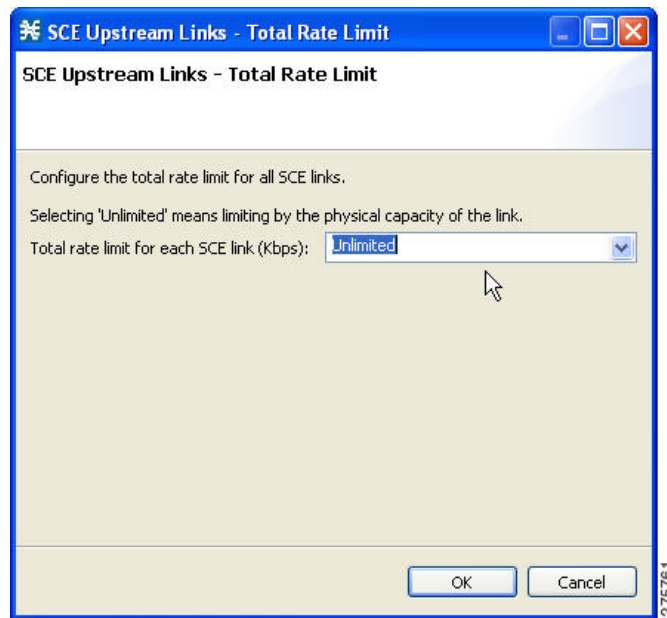 SCE Upstream Links - Total Rate Limit
SCE Upstream Links - Total Rate Limit
Configure the total rate limit for all SCE links.
Selecting 'Unlimited' means limiting by the physical capacity of the link.
Total rate limit for each SCE link (Kbps): Unlimited
OK Cancel
275761